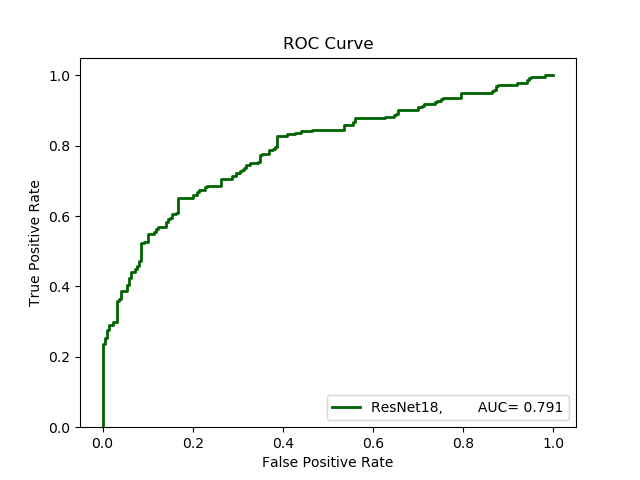 ROC Curve
True Positive Rate
1.0
0.8
0.6
0.4
0.2
0.0
0.0 0.2 0.4 0.6 0.8 1.0
False Positive Rate
ResNet18, AUC= 0.791